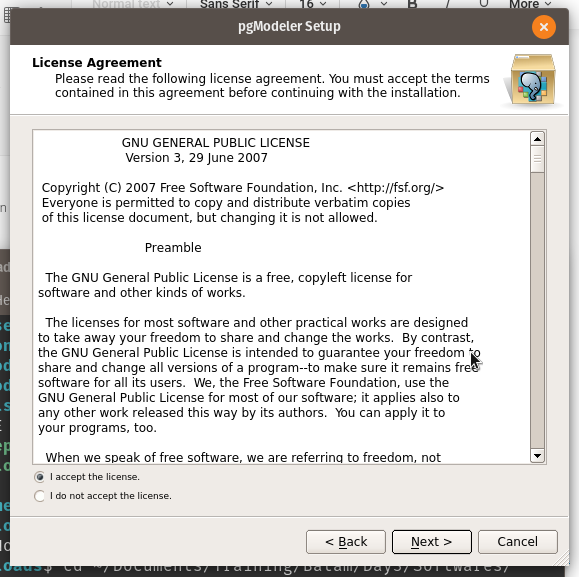 Normal text
Sans Serif
16
B
I
U
More
pgModeler Setup
License Agreement
Please read the following license agreement. You must accept the terms
contained in this agreement before continuing with the installation.
GNU GENERAL PUBLIC LICENSE
Version 3, 29 June 2007
Copyright (C) 2007 Free Software Foundation, Inc. <http://fsf.org/>
Everyone is permitted to copy and distribute verbatim copies
of this license document, but changing it is not allowed.
Preamble
The GNU General Public License is a free, copyleft license for
software and other kinds of works.
The licenses for most software and other practical works are designed
to take away your freedom to share and change the works.  By contrast,
the GNU General Public License is intended to guarantee your freedom to
share and change all versions of a program--to make sure it remains free
software for all its users.  We, the Free Software Foundation, use the
GNU General Public License for most of our software; it applies also to
any other work released this way by its authors.  You can apply it to
your programs, too.
When we speak of free software, we are referring to freedom, not
I accept the license.
I do not accept the license.
< Back
Next >
Cancel
loads$ cd ~/Documents/Training/Batam/Day5/Softwares/